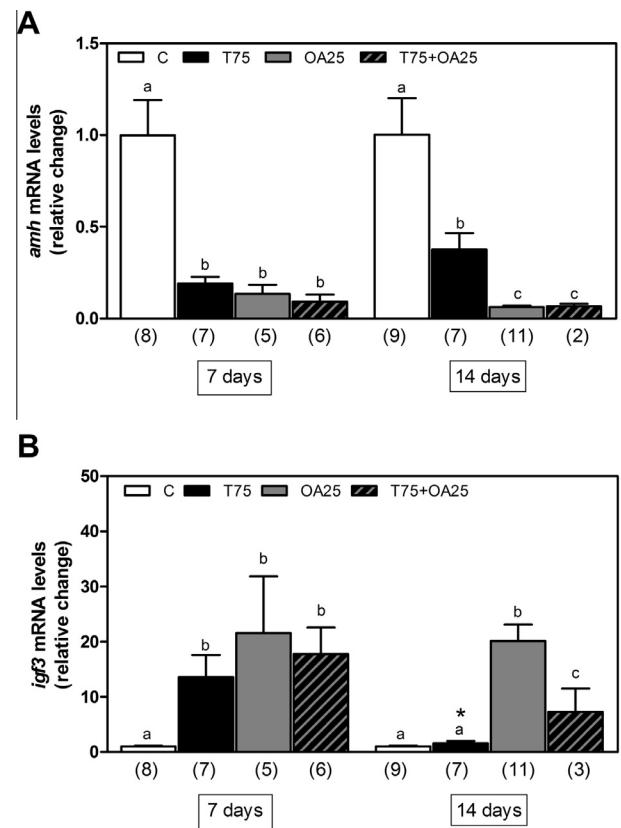 A
1.5
C T75 OA25 T75+OA25
a a
1.0
amh mRNA levels
(relative change)
0.5
b b b b c c
0.0
(8) (7) (5) (6) (9) (7) (11) (2)
7 days 14 days
B
50
C T75 OA25 T75+OA25
40
igf3 mRNA levels
(relative change)
30
20
10
0
a b b b a * a b c
(8) (7) (5) (6) (9) (7) (11) (3)
7 days 14 days